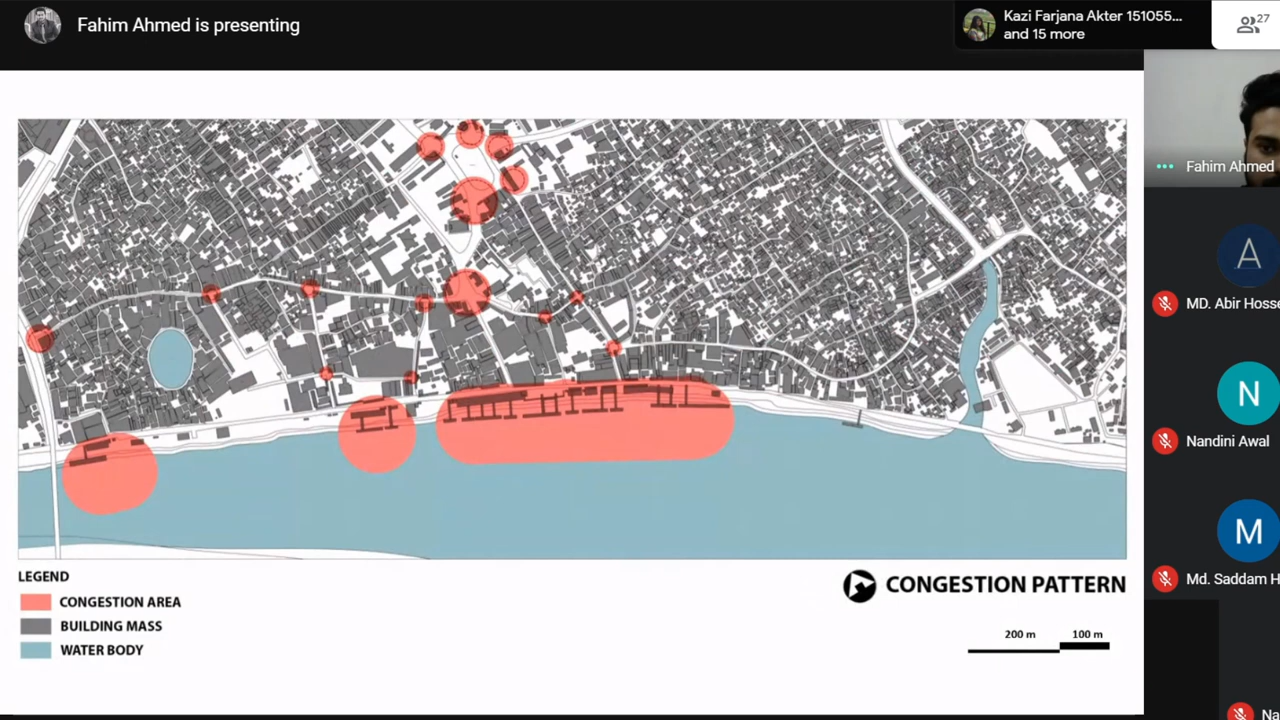 Fahim Ahmed is presenting
Kazi Farjana Akter 151055...
and 15 more
27
Fahim Ahmed
A
MD. Abir Hosse
N
Nandini Awal
M
Md. Saddam H
Na
LEGEND
CONGESTION AREA
BUILDING MASS
WATER BODY
CONGESTION PATTERN
200 m 100 m